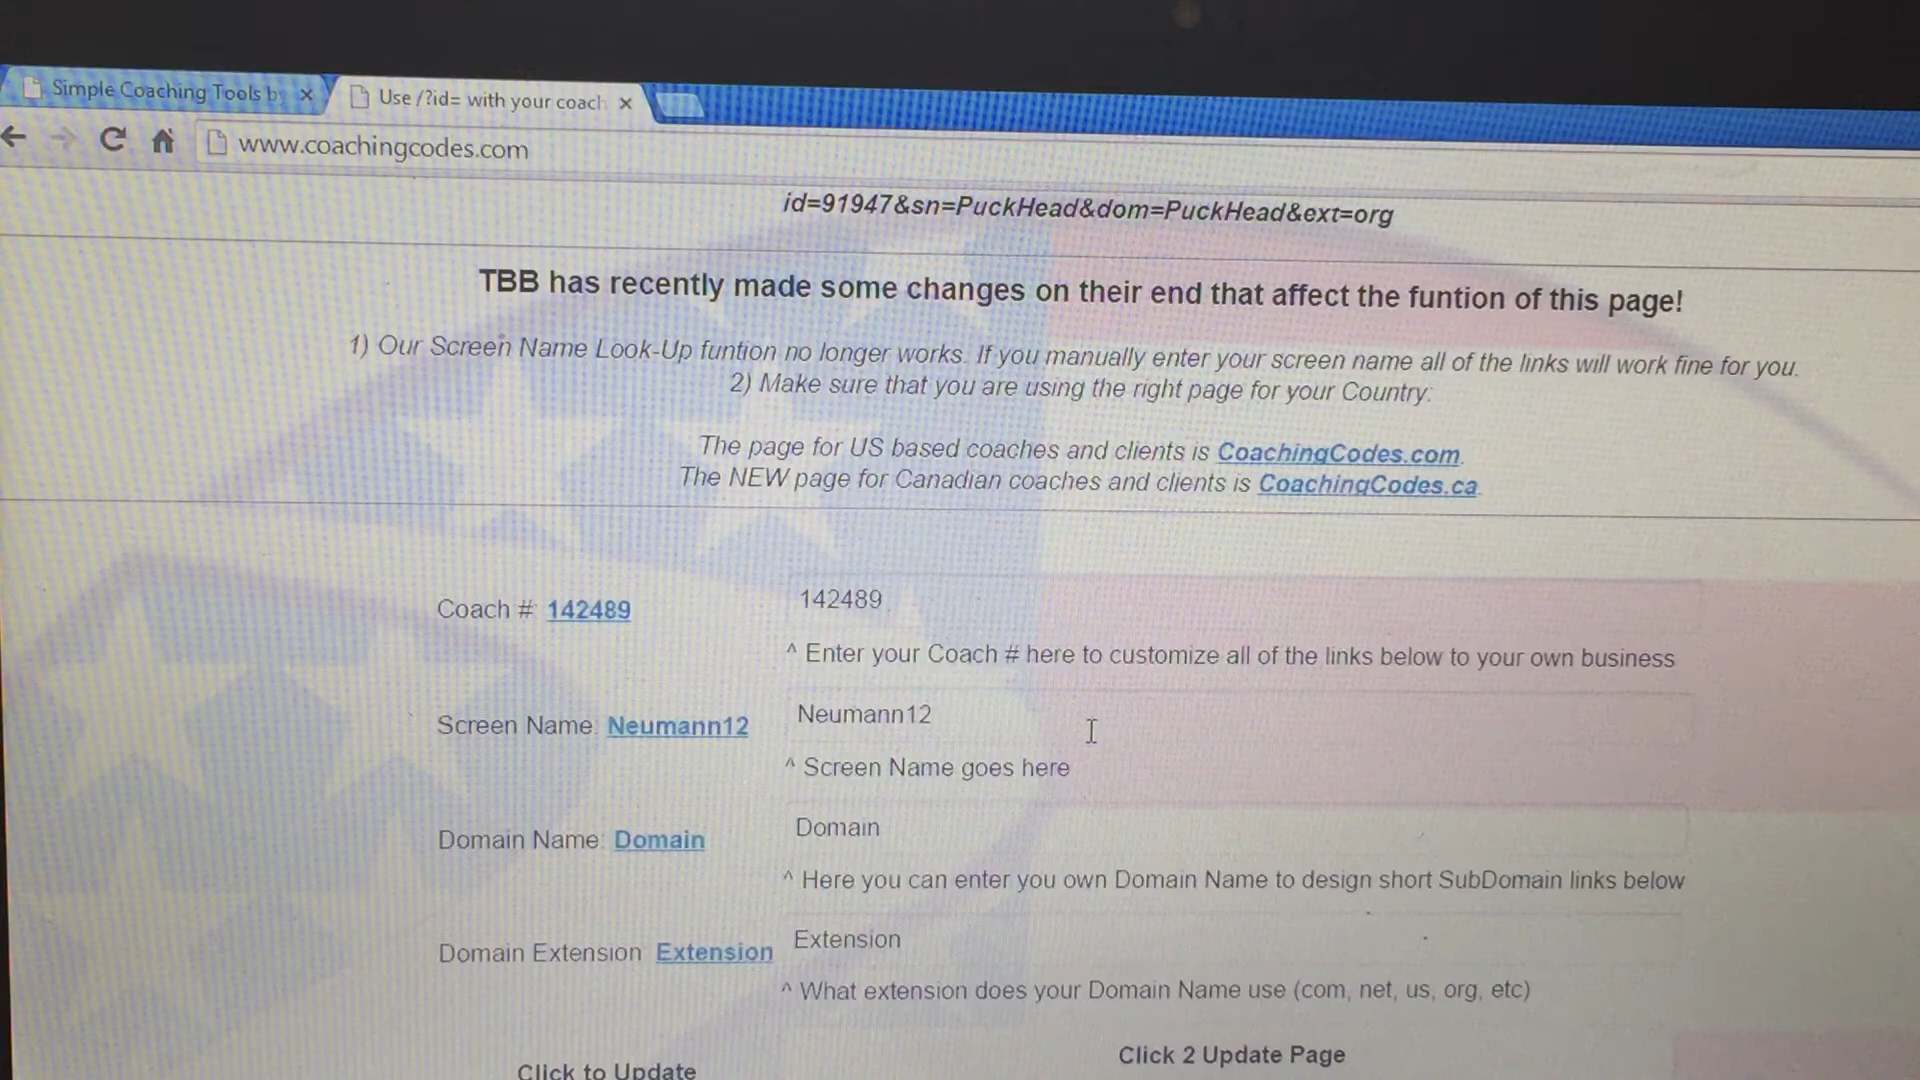 Simple Coaching Tools by
Use /?id= with your coach
www.coachingcodes.com
id=91947&sn=PuckHead&dom=PuckHead&ext=org
TBB has recently made some changes on their end that affect the funtion of this page!
1) Our Screen Name Look-Up funtion no longer works. If you manually enter your screen name all of the links will work fine for you.
2) Make sure that you are using the right page for your Country:
The page for US based coaches and clients is CoachingCodes.com.
The NEW page for Canadian coaches and clients is CoachingCodes.ca.
Coach #: 142489 142489
^ Enter your Coach # here to customize all of the links below to your own business
Screen Name: Neumann12 Neumann12
^ Screen Name goes here
Domain Name: Domain Domain
^ Here you can enter you own Domain Name to design short SubDomain links below
Domain Extension: Extension Extension
^ What extension does your Domain Name use (com, net, us, org, etc)
Click to Update Click 2 Update Page